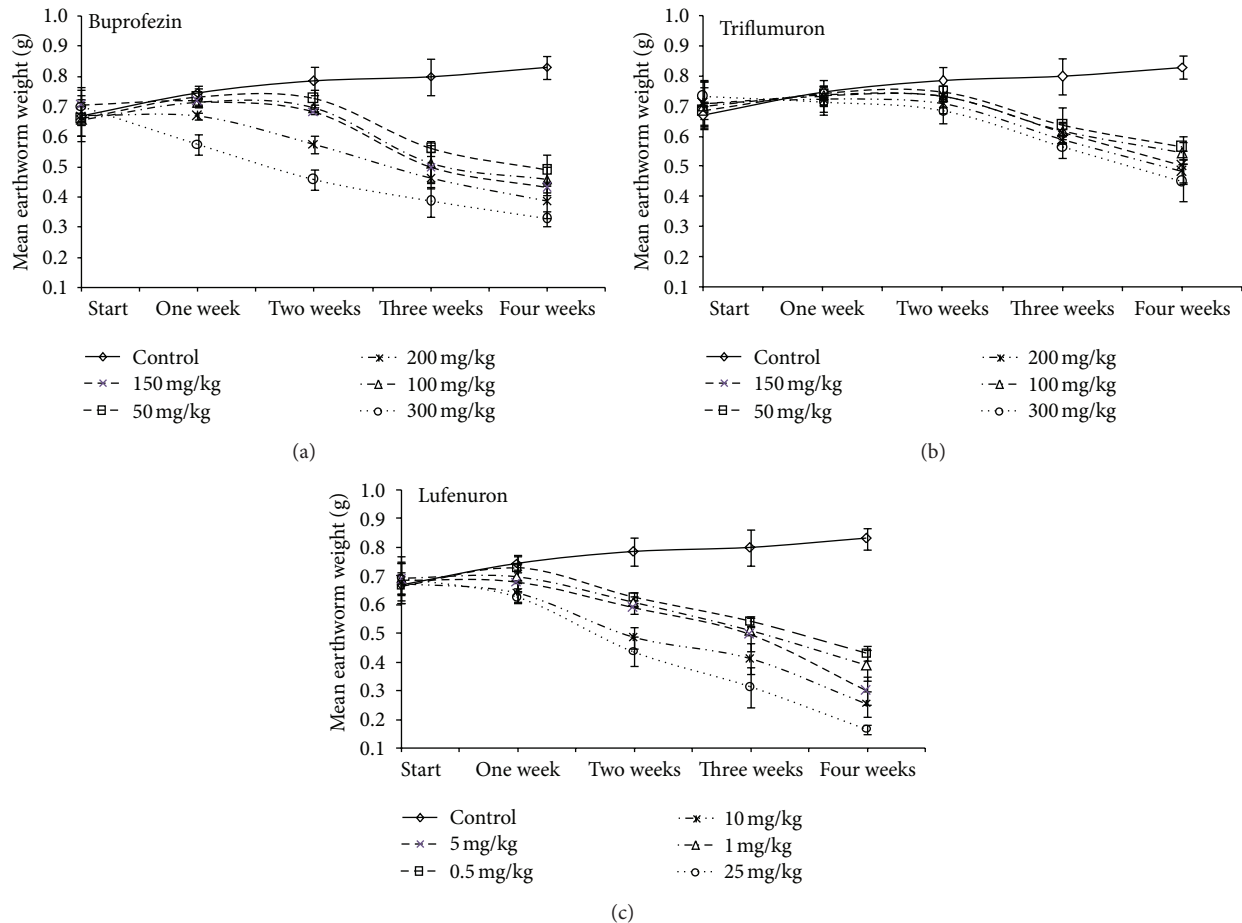 Buprofezin
Mean earthworm weight (g)
1.0
0.9
0.8
0.7
0.6
0.5
0.4
0.3
0.2
0.1
Start One week Two weeks Three weeks Four weeks
Control
150 mg/kg
50 mg/kg
200 mg/kg
100 mg/kg
300 mg/kg
(a)
Triflumuron
Mean earthworm weight (g)
1.0
0.9
0.8
0.7
0.6
0.5
0.4
0.3
0.2
0.1
Start One week Two weeks Three weeks Four weeks
Control
150 mg/kg
50 mg/kg
200 mg/kg
100 mg/kg
300 mg/kg
(b)
Lufenuron
Mean earthworm weight (g)
1.0
0.9
0.8
0.7
0.6
0.5
0.4
0.3
0.2
0.1
Start One week Two weeks Three weeks Four weeks
Control
5 mg/kg
0.5 mg/kg
10 mg/kg
1 mg/kg
25 mg/kg
(c)